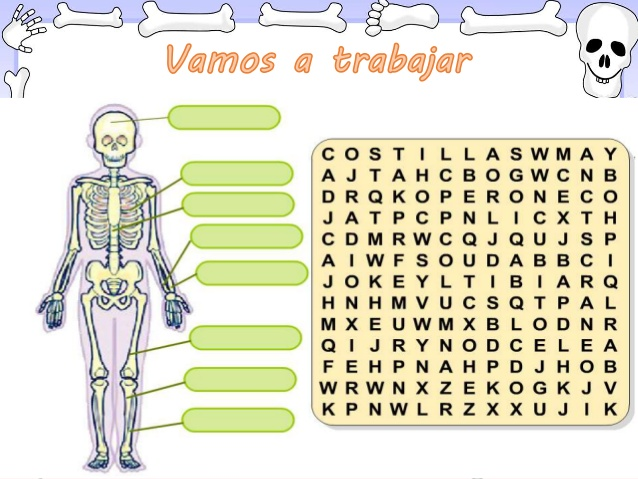 Vamos a trabajar
C O S T I L L A S W M A Y
A J T A H C B O G W C N B
D R Q K O P E R O N E C O
J A T P C P N L I C X T H
C D M R W C Q J Q U J S P
A I W F S O U D A B B C I
J O K E Y L T I B I A R Q
H N H M V U C S Q T P A L
M X E U W M X B L O D N R
Q I J R Y N O D C E L E A
F E H P N A H P D J H O B
W R W N X Z E K O G K J V
K P N W L R Z X X U J I K